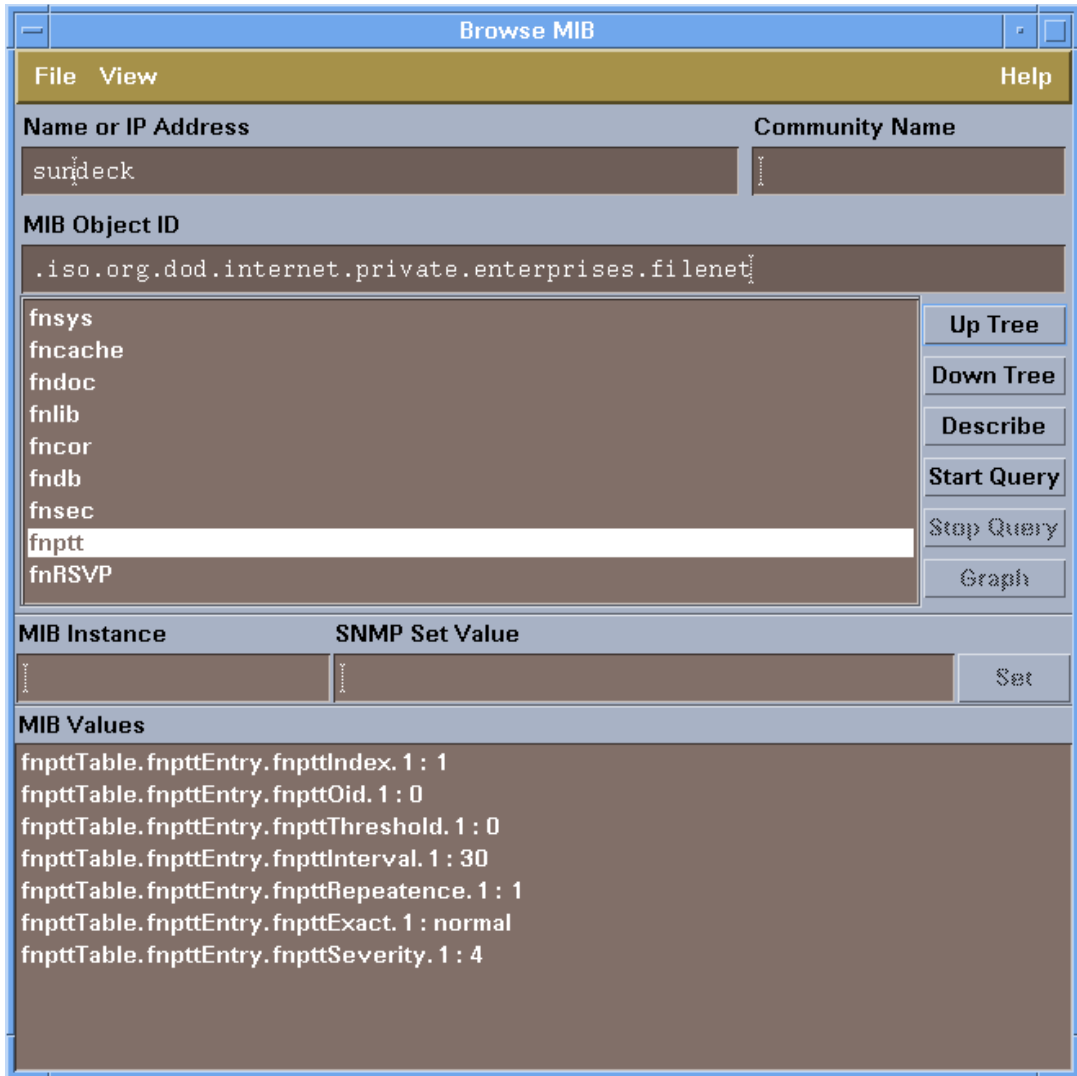 Browse MIB
File View Help
Name or IP Address Community Name
sundeck
MIB Object ID
.iso.org.dod.internet.private.enterprises.filenet
fnsys
Up Tree
fncache
fndoc
Down Tree
fnlib
Describe
fncor
fndb
Start Query
fnsec
fnptt
Stop Query
fnRSVP
Graph
MIB Instance SNMP Set Value
Set
MIB Values
fnpttTable.fnpttEntry.fnpttIndex.1 : 1
fnpttTable.fnpttEntry.fnpttOid.1 : 0
fnpttTable.fnpttEntry.fnpttThreshold.1 : 0
fnpttTable.fnpttEntry.fnpttInterval.1 : 30
fnpttTable.fnpttEntry.fnpttRepeatence.1 : 1
fnpttTable.fnpttEntry.fnpttExact.1 : normal
fnpttTable.fnpttEntry.fnpttSeverity.1 : 4